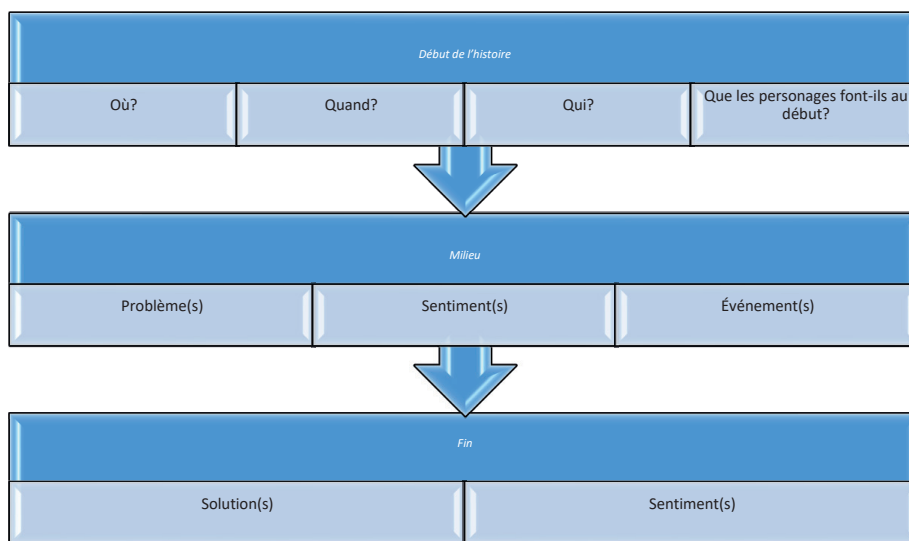 Début de l'histoire
Où?
Quand?
Qui?
Que les personages font-ils au
début?
Milieu
Problème(s)
Sentiment(s)
Événement(s)
Fin
Solution(s)
Sentiment(s)